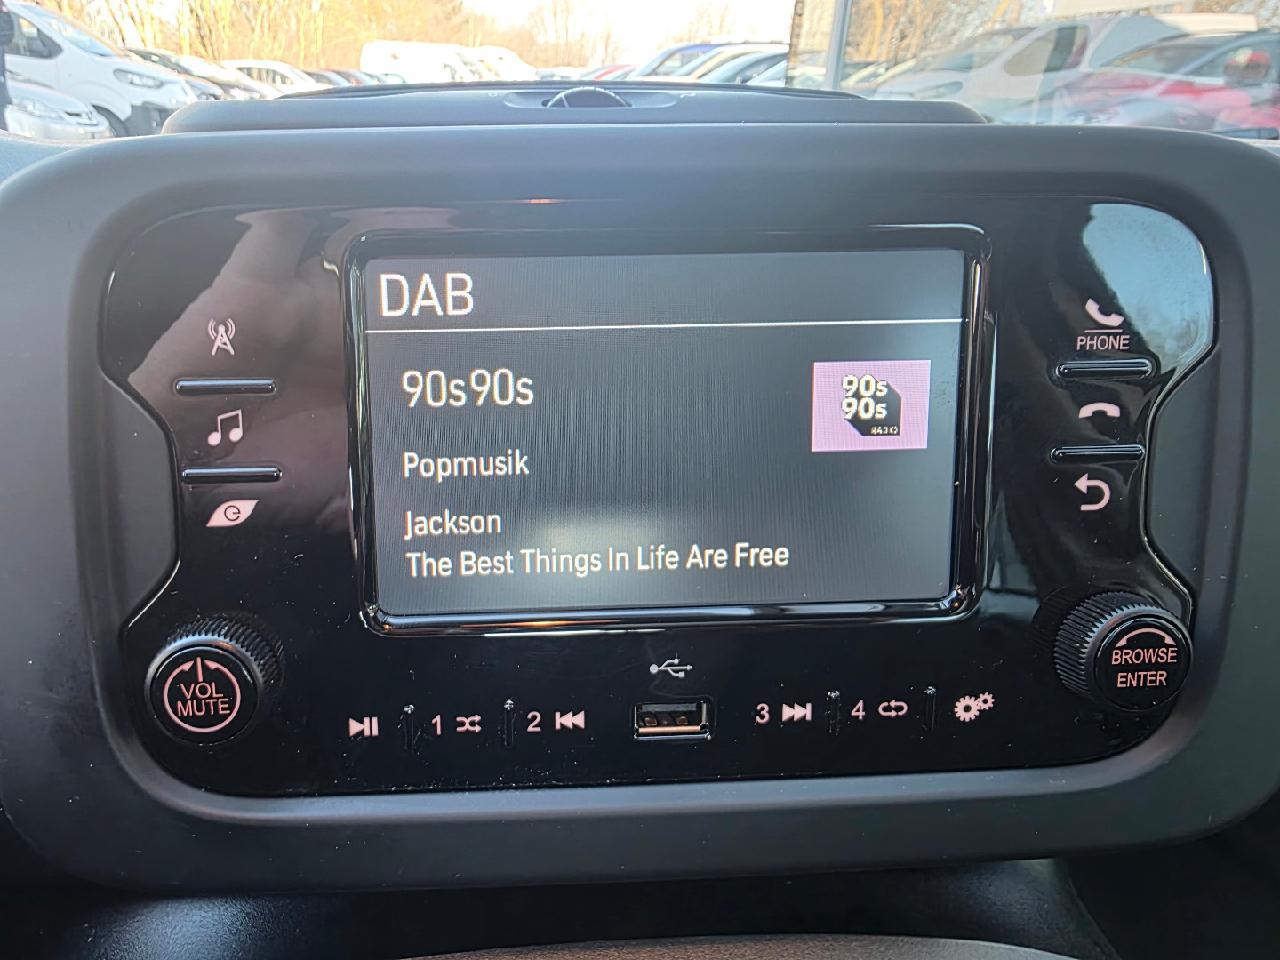 DAB
90s90s
90s
90s
RADIO
Popmusik
Jackson
The Best Things In Life Are Free
PHONE
VOL
MUTE
1
2
3
4
BROWSE
ENTER